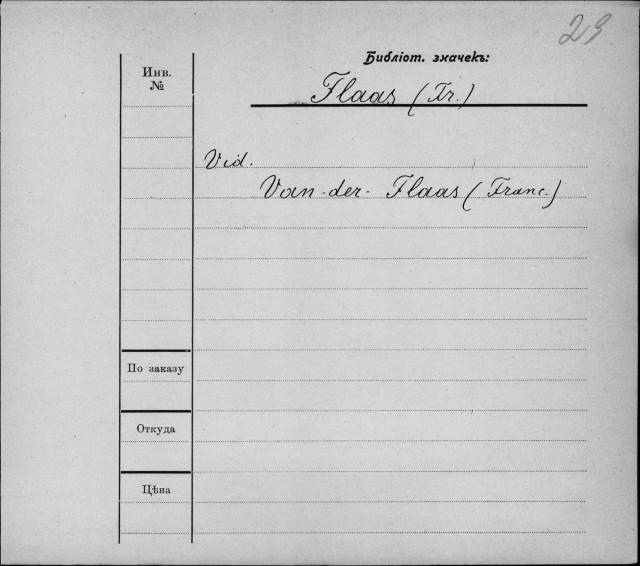 29
Библіот. значекъ:
Инв.
№
Flaas (Fr.)
Vid.
Van-der-Flaas (Franc.)
По заказу
Откуда
Цѣна